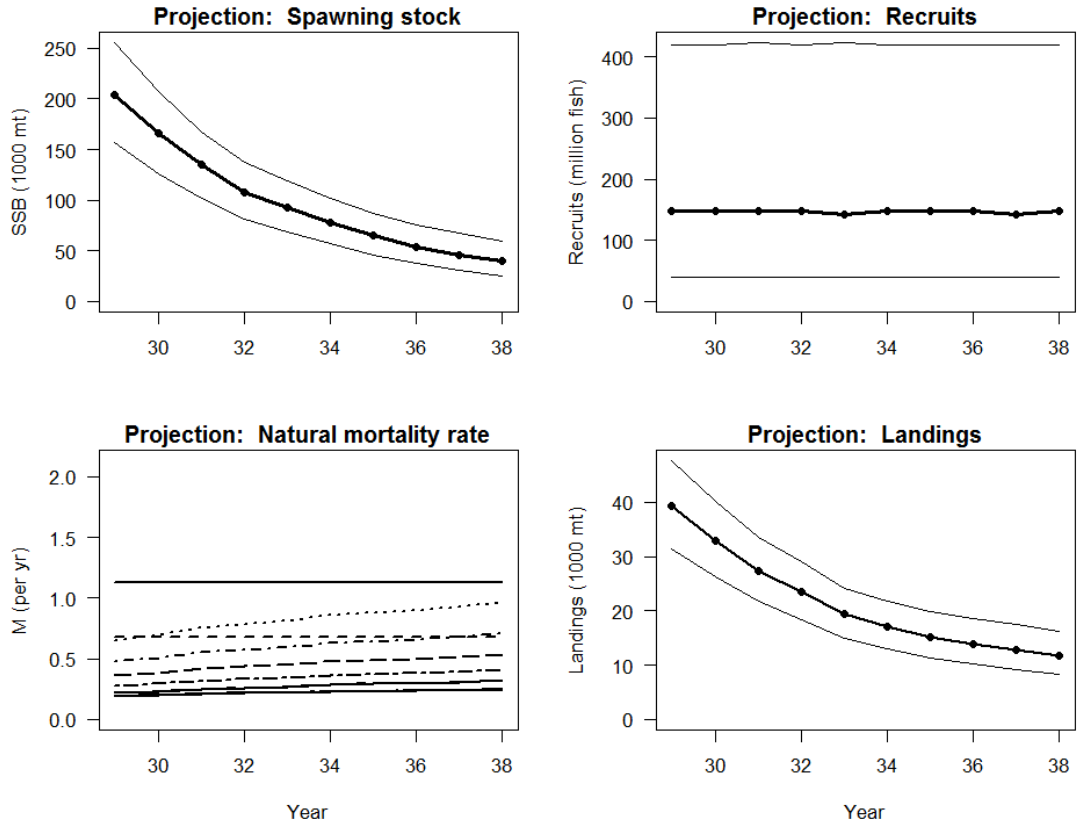 Projection: Spawning stock
SSB (1000 mt)
250
200
150
100
50
0
30 32 34 36 38
Projection: Recruits
Recruits (million fish)
400
300
200
100
0
30 32 34 36 38
Projection: Natural mortality rate
M (per yr)
2.0
1.5
1.0
0.5
0.0
30 32 34 36 38
Year
Projection: Landings
Landings (1000 mt)
40
30
20
10
0
30 32 34 36 38
Year